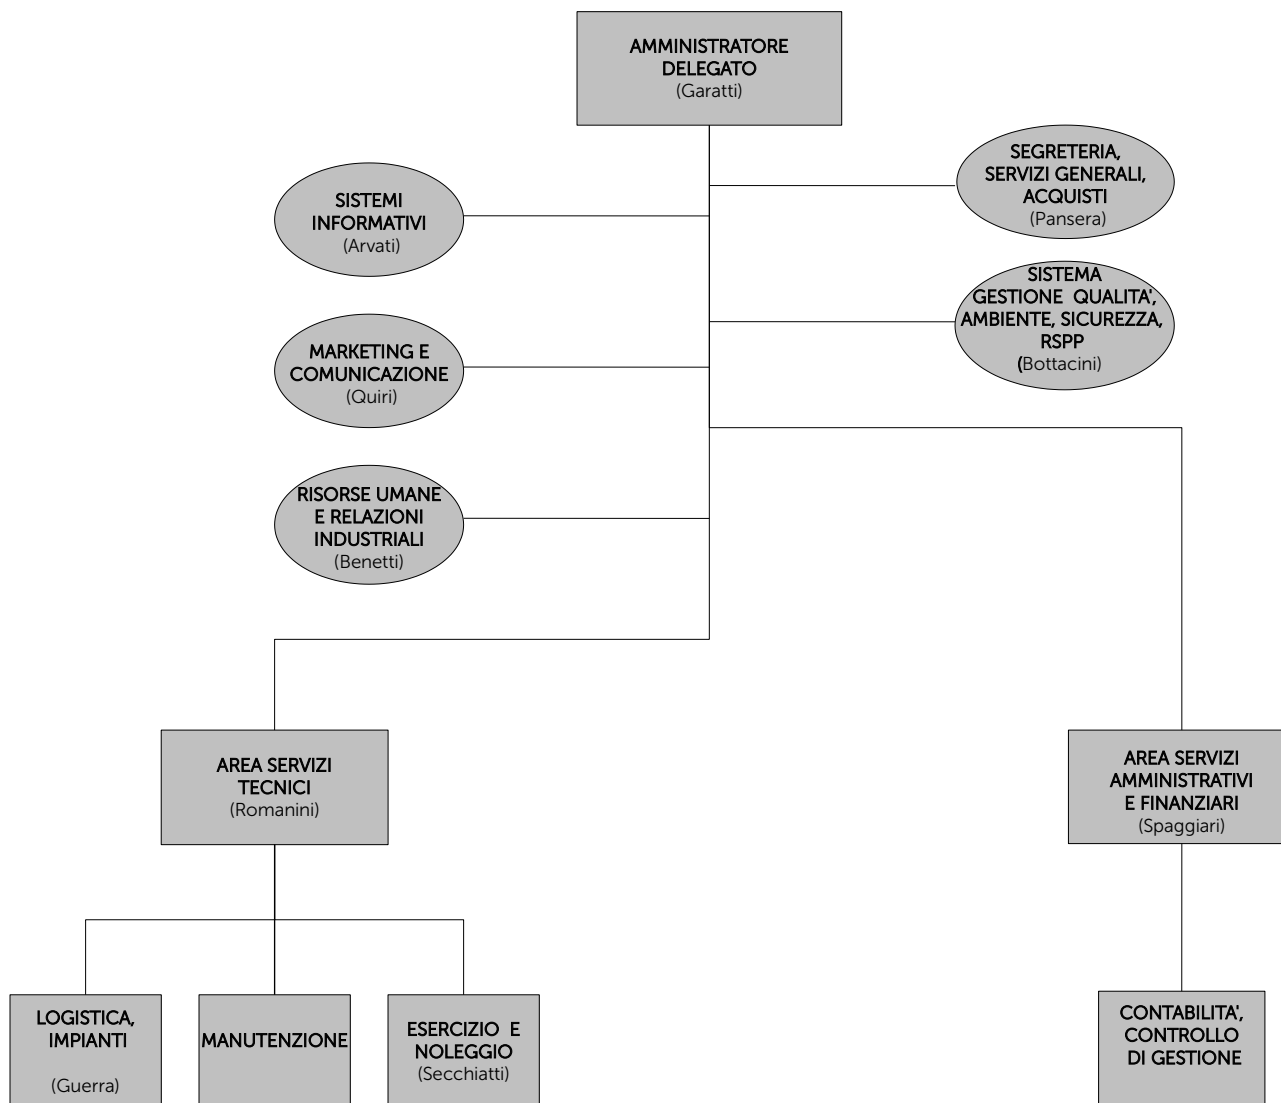 AMMINISTRATORE
DELEGATO
(Garatti)
SEGRETERIA,
SERVIZI GENERALI,
ACQUISTI
(Pansera)
SISTEMI
INFORMATIVI
(Arvati)
SISTEMA
GESTIONE QUALITA',
AMBIENTE, SICUREZZA,
RSPP
(Bottacini)
MARKETING E
COMUNICAZIONE
(Quiri)
RISORSE UMANE
E RELAZIONI
INDUSTRIALI
(Benetti)
AREA SERVIZI
TECNICI
(Romanini)
AREA SERVIZI
AMMINISTRATIVI
E FINANZIARI
(Spaggiari)
LOGISTICA,
IMPIANTI
(Guerra)
MANUTENZIONE
ESERCIZIO E
NOLEGGIO
(Secchiatti)
CONTABILITA',
CONTROLLO
DI GESTIONE